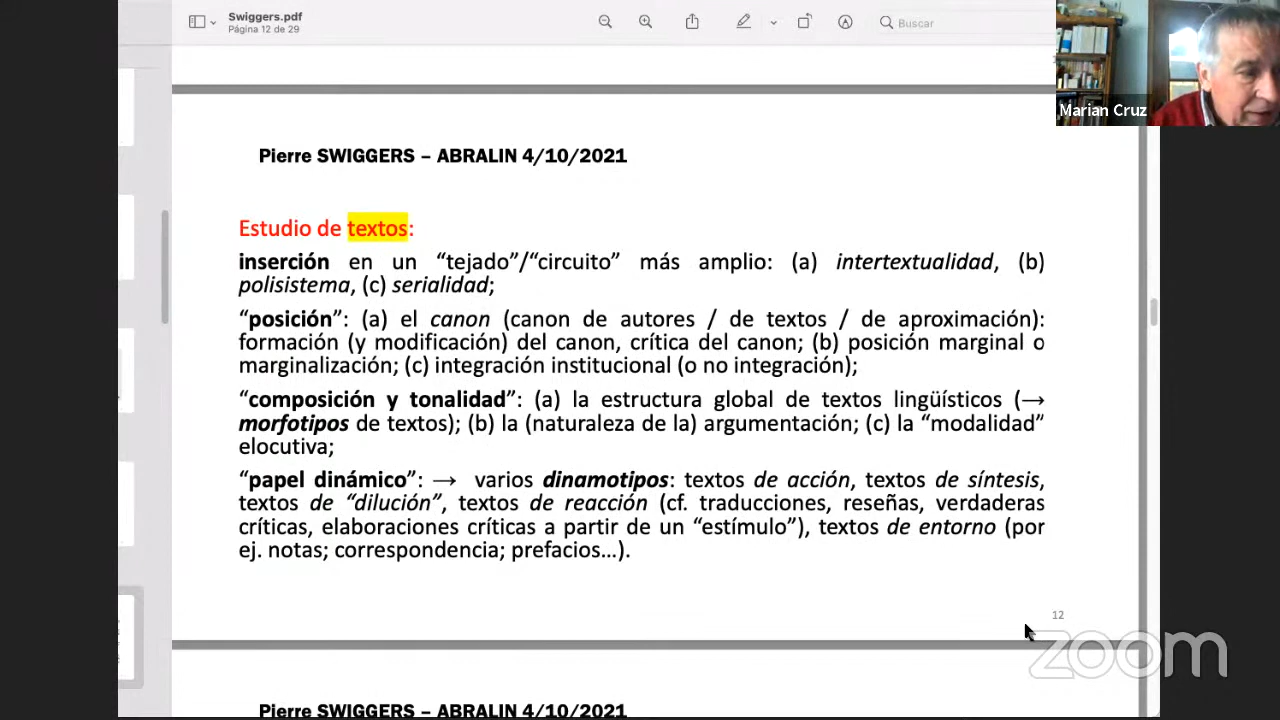 Swiggers.pdf
Página 12 de 29
Buscar
Marian Cruz
Pierre SWIGGERS – ABRALIN 4/10/2021
Estudio de textos:
inserción en un “tejado”/“circuito” más amplio: (a) intertextualidad, (b)
polisistema, (c) serialidad;
“posición”: (a) el canon (canon de autores / de textos / de aproximación):
formación (y modificación) del canon, crítica del canon; (b) posición marginal o
marginalización; (c) integración institucional (o no integración);
“composición y tonalidad”: (a) la estructura global de textos lingüísticos (→
morfotipos de textos); (b) la (naturaleza de la) argumentación; (c) la “modalidad”
elocutiva;
“papel dinámico”: → varios dinamotipos: textos de acción, textos de síntesis,
textos de “dilución”, textos de reacción (cf. traducciones, reseñas, verdaderas
críticas, elaboraciones críticas a partir de un “estímulo”), textos de entorno (por
ej. notas; correspondencia; prefacios…).
12
zoom
Pierre SWIGGERS – ABRALIN 4/10/2021